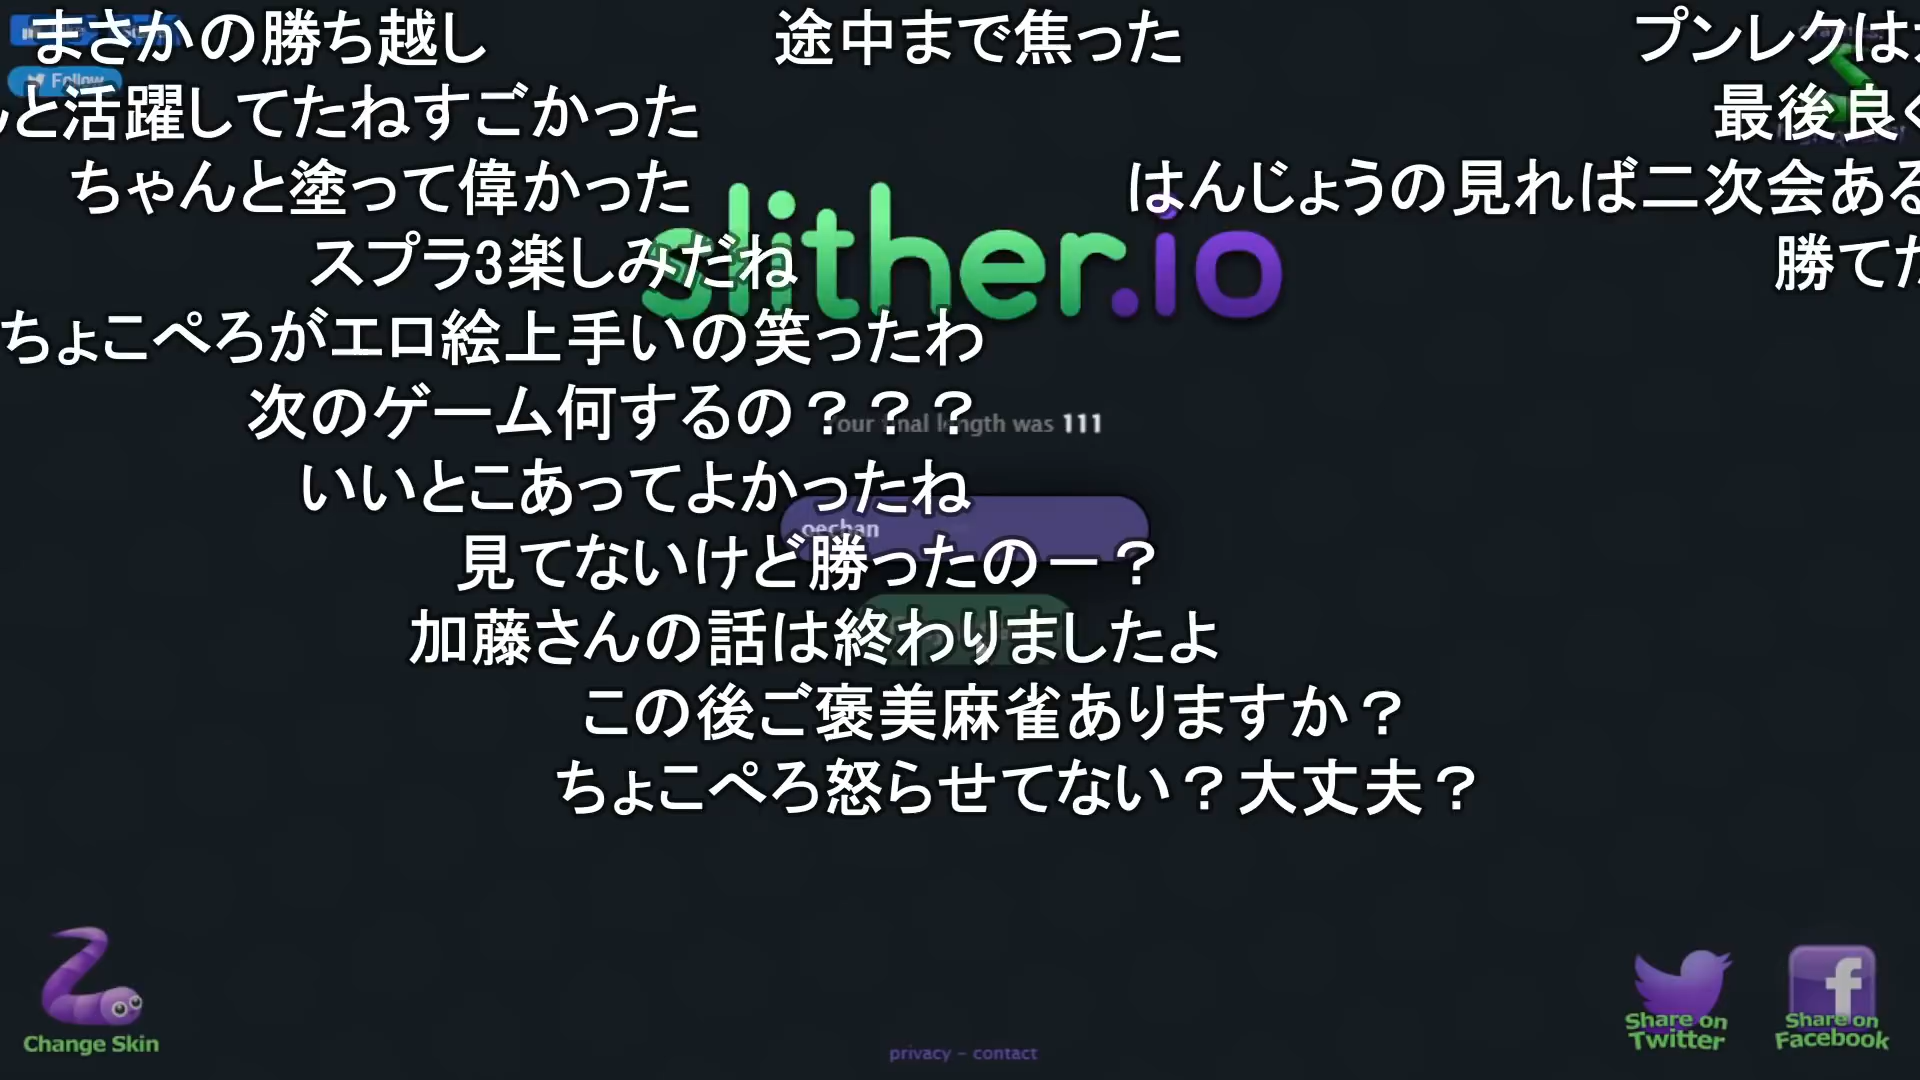 まさかの勝ち越し
途中まで焦った
プンレクは
Follow
んと活躍してたねすごかった
最後良く
ちゃんと塗って偉かった
はんじょうの見れば二次会ある
slither.io
スプラ3楽しみだね
勝てた
ちょこぺろがエロ絵上手いの笑ったわ
次のゲーム何するの？？？
Your final length was 111
いいとこあってよかったね
oechan
見てないけど勝ったのー？
加藤さんの話は終わりましたよ
この後ご褒美麻雀ありますか？
ちょこぺろ怒らせてない？大丈夫？
Change Skin
Share on
Twitter
Share on
Facebook
privacy - contact